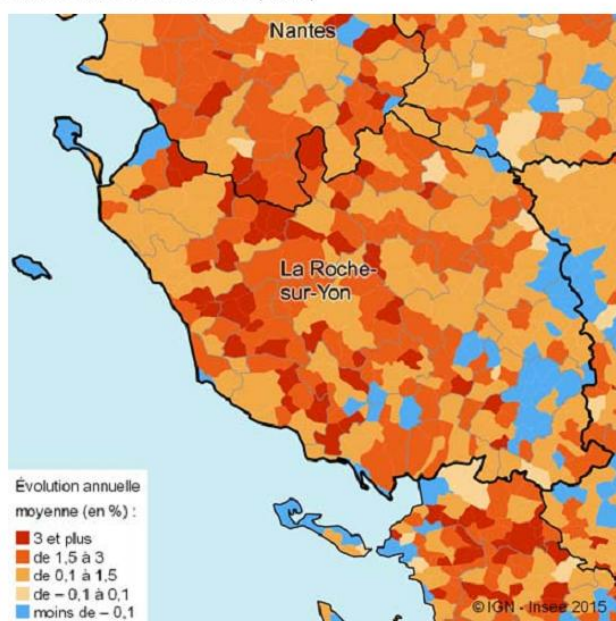 Nantes
La Roche-
sur-Yon
Évolution annuelle
moyenne (en %) :
3 et plus
de 1,5 à 3
de 0,1 à 1,5
de – 0,1 à 0,1
moins de – 0,1
© IGN - Insee 2015